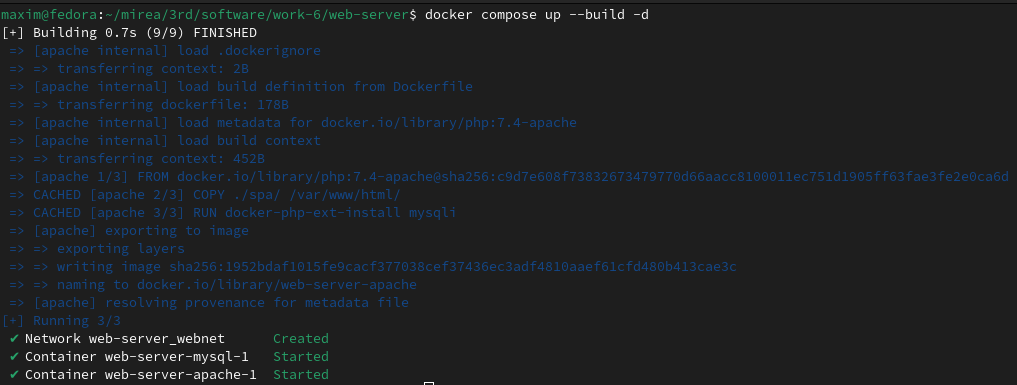 maxim@fedora:~/mirea/3rd/software/work-6/web-server$ docker compose up --build -d
[+] Building 0.7s (9/9) FINISHED
=> [apache internal] load .dockerignore
=> => transferring context: 2B
=> [apache internal] load build definition from Dockerfile
=> => transferring dockerfile: 178B
=> [apache internal] load metadata for docker.io/library/php:7.4-apache
=> [apache internal] load build context
=> => transferring context: 452B
=> [apache 1/3] FROM docker.io/library/php:7.4-apache@sha256:c9d7e608f73832673479770d66aacc8100011ec751d1905ff63fae3fe2e0ca6d
=> CACHED [apache 2/3] COPY ./spa/ /var/www/html/
=> CACHED [apache 3/3] RUN docker-php-ext-install mysqli
=> [apache] exporting to image
=> => exporting layers
=> => writing image sha256:1952bdaf1015fe9cacf377038cef37436ec3adf4810aaef61cfd480b413cae3c
=> => naming to docker.io/library/web-server-apache
=> [apache] resolving provenance for metadata file
[+] Running 3/3
✔ Network web-server_webnet Created
✔ Container web-server-mysql-1 Started
✔ Container web-server-apache-1 Started